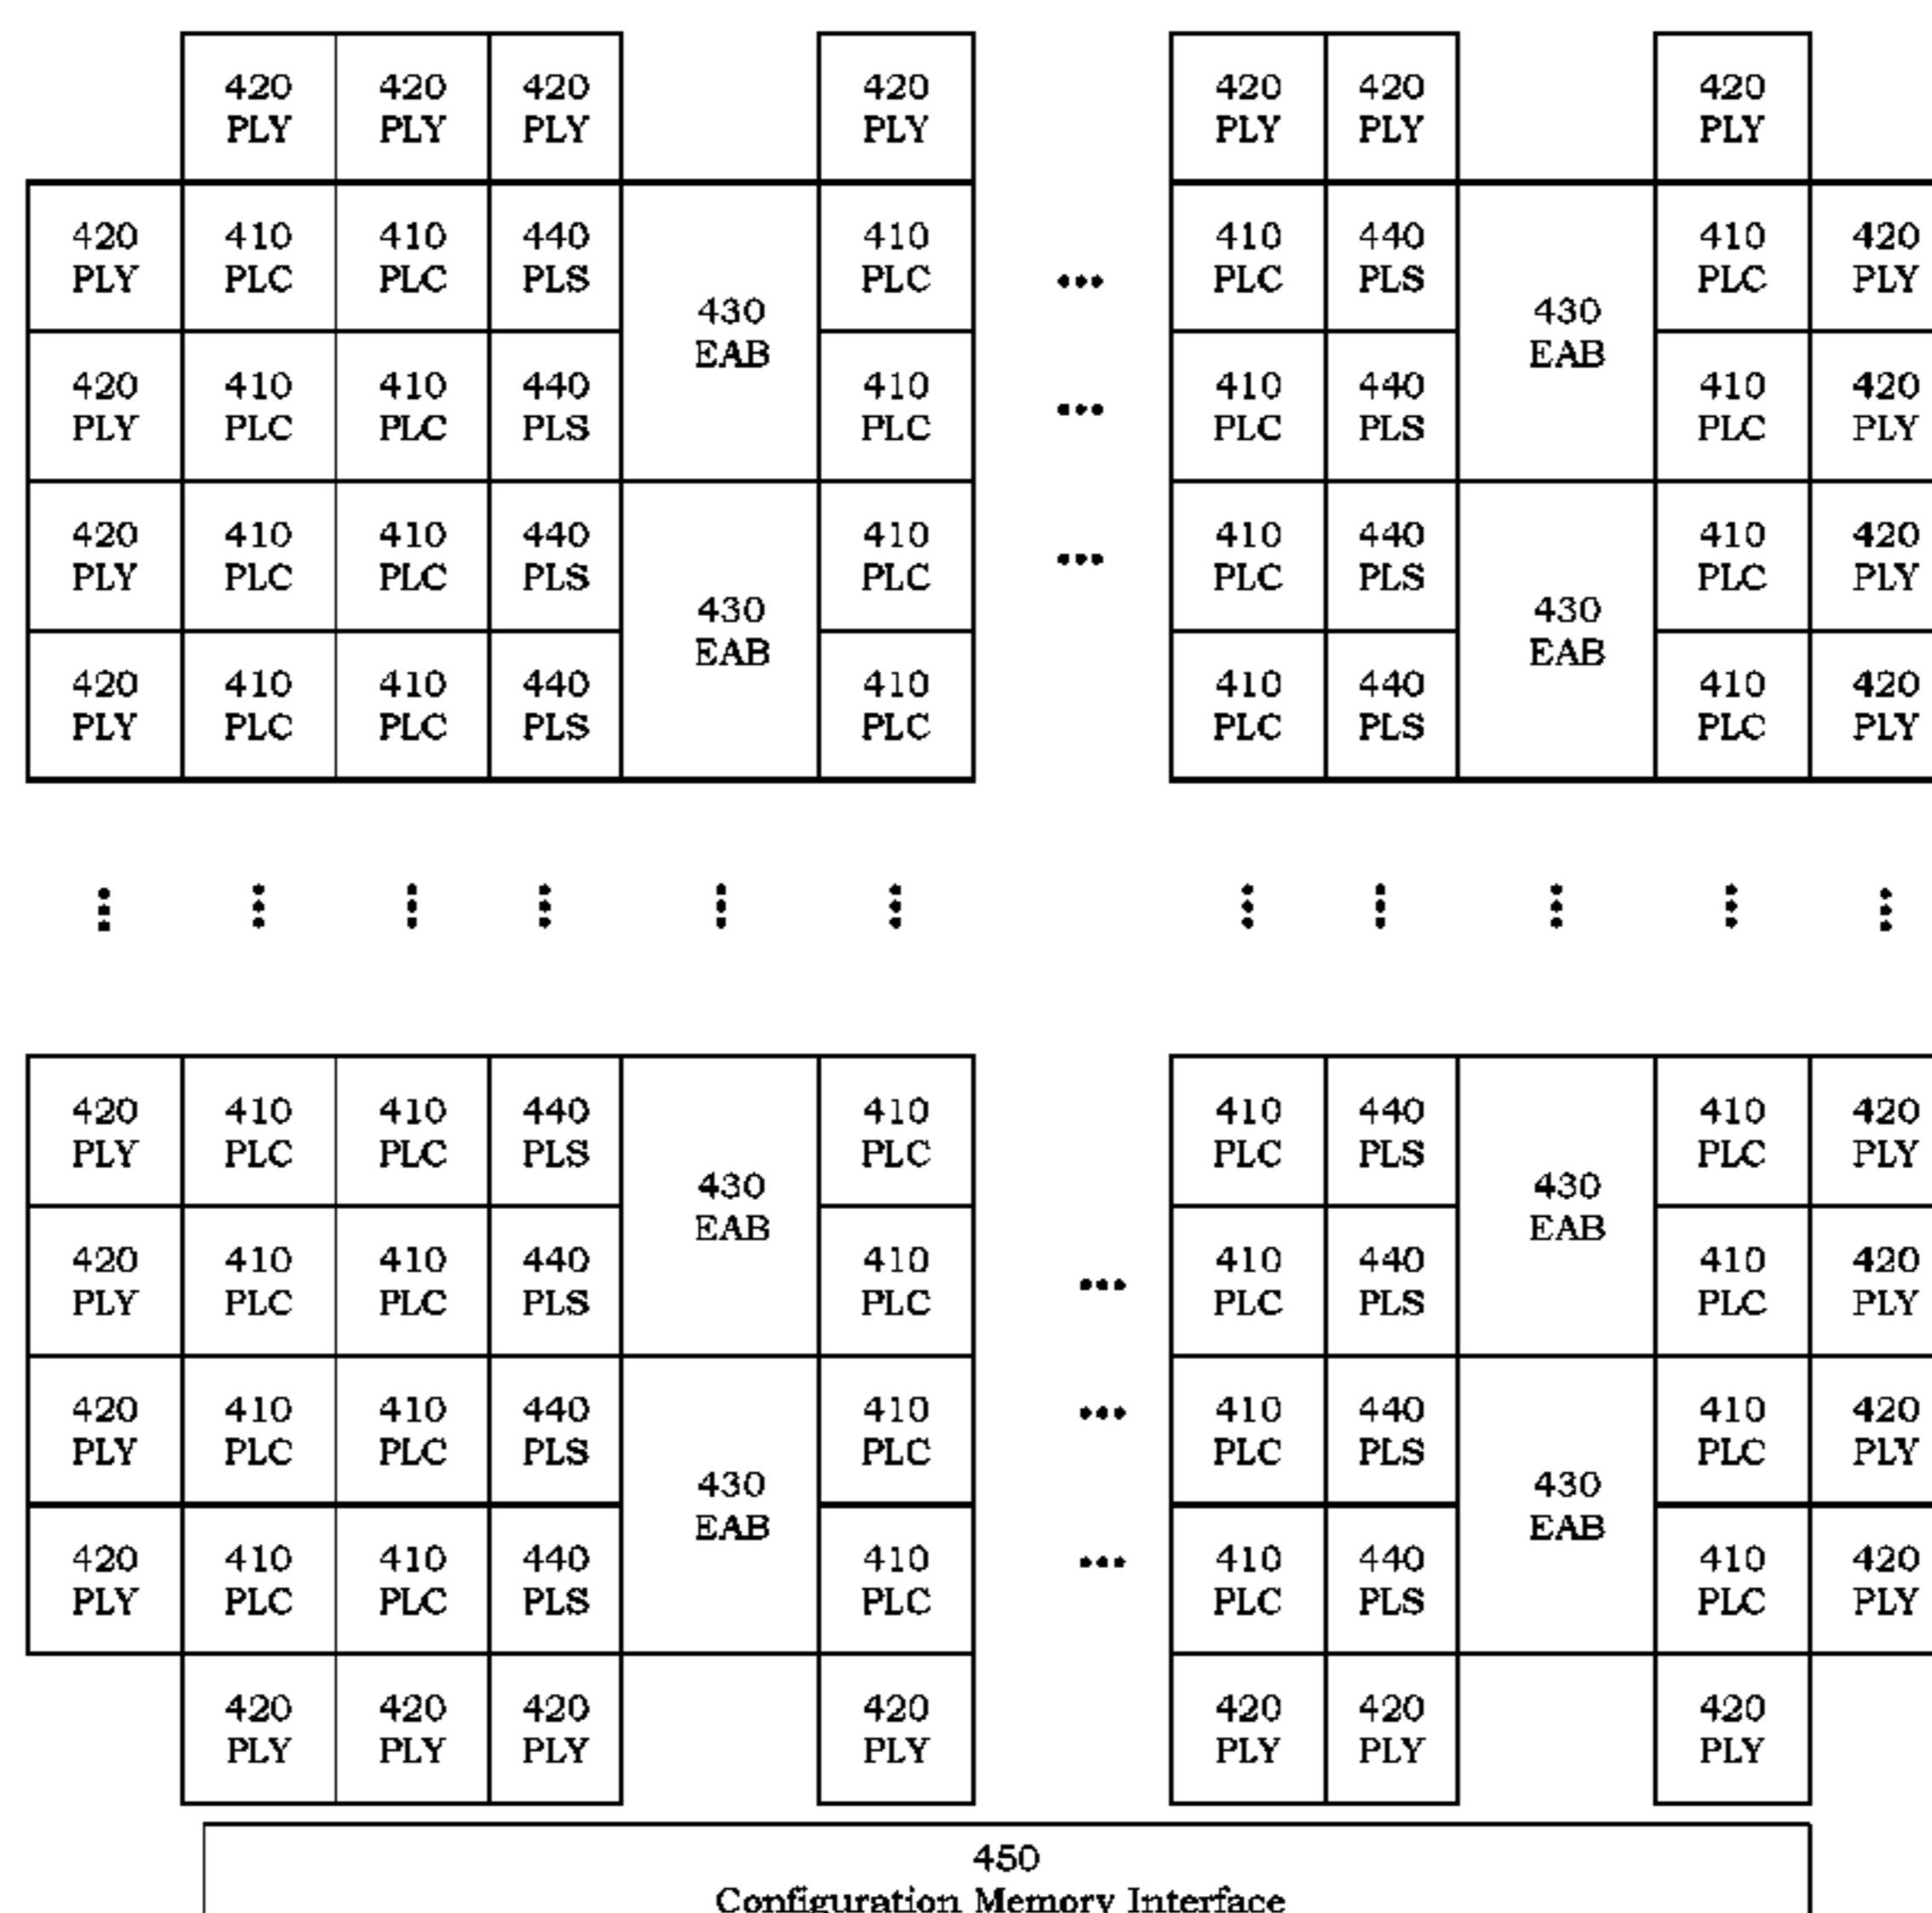 420 420 420 420 420 420 420
PLY PLY PLY PLY PLY PLY PLY
420 410 410 440 410 410 440 410 420
PLY PLC PLC PLS PLC ... PLC PLS PLC PLY
430 430
EAB EAB
420 410 410 440 410 410 440 410 420
PLY PLC PLC PLS PLC ... PLC PLS PLC PLY
420 410 410 440 410 410 440 410 420
PLY PLC PLC PLS PLC ... PLC PLS PLC PLY
430 430
EAB EAB
420 410 410 440 410 410 440 410 420
PLY PLC PLC PLS PLC PLC PLS PLC PLY
420 410 410 440 410 410 440 410 420
PLY PLC PLC PLS PLC PLC PLS PLC PLY
430 430
EAB EAB
420 410 410 440 410 410 440 410 420
PLY PLC PLC PLS PLC ... PLC PLS PLC PLY
420 410 410 440 410 410 440 410 420
PLY PLC PLC PLS PLC ... PLC PLS PLC PLY
430 430
EAB EAB
420 410 410 440 410 410 440 410 420
PLY PLC PLC PLS PLC ... PLC PLS PLC PLY
420 420 420 420 420 420 420
PLY PLY PLY PLY PLY PLY PLY
450
Configuration Memory Interface